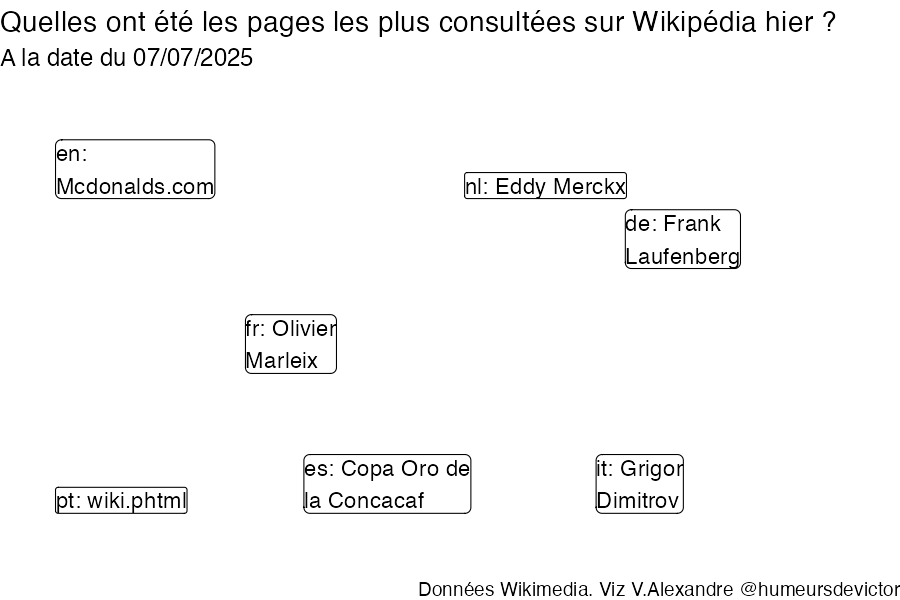 Quelles ont été les pages les plus consultées sur Wikipédia hier ?
A la date du 07/07/2025
en:
Mcdonalds.com
nl: Eddy Merckx
de: Frank
Laufenberg
fr: Olivier
Marleix
es: Copa Oro de
la Concacaf
it: Grigor
Dimitrov
pt: wiki.phtml
Données Wikimedia. Viz V.Alexandre @humeursdevictor